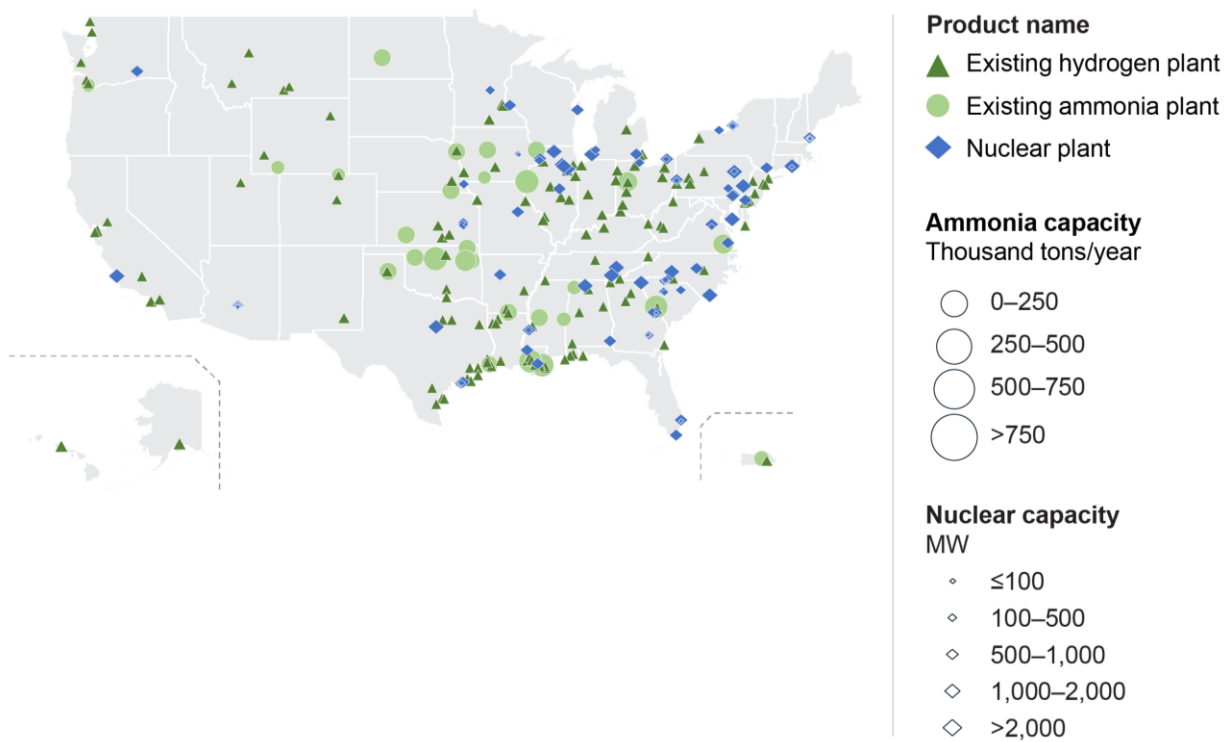 Product name
Existing hydrogen plant
Existing ammonia plant
Nuclear plant
Ammonia capacity
Thousand tons/year
0–250
250–500
500–750
>750
Nuclear capacity
MW
≤100
100–500
500–1,000
1,000–2,000
>2,000